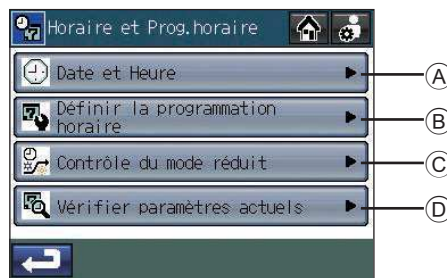 Horaire et Prog.horaire
Date et Heure
A
Définir la programmation
horaire
B
Contrôle du mode réduit
C
Vérifier paramètres actuels
D